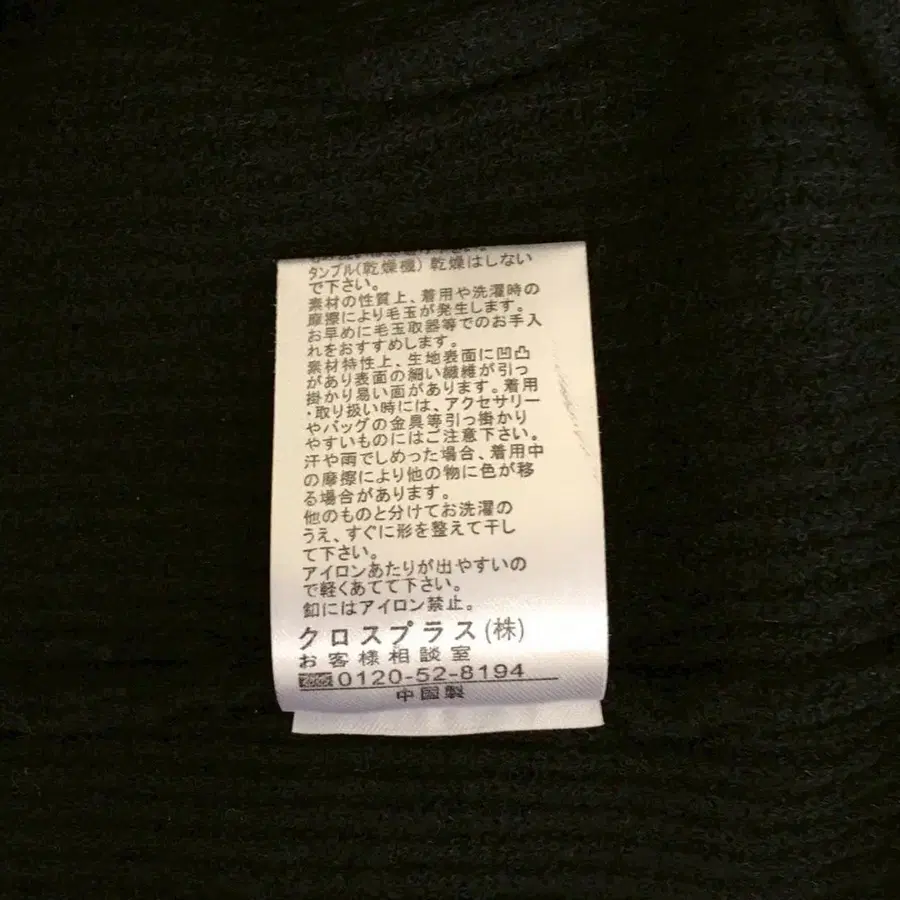 タンブル(乾燥機)乾燥はしない
で下さい。
素材の性質上、着用や洗濯時の
摩擦により毛玉が発生します。
お早めに毛玉取器等でのお手入
れをおすすめします。
素材特性上、生地表面に凹凸
があり表面の細い繊維が引っ
掛かり易い面があります。着用
・取り扱い時には、アクセサリー
やバッグの金具等引っ掛かり
やすいものにはご注意下さい。
汗や雨でしめった場合、着用中
の摩擦により他の物に色が移
る場合があります。
他のものと分けてお洗濯の
うえ、すぐに形を整えて干し
て下さい。
アイロンあたりが出やすいの
で軽くあてて下さい。
釦にはアイロン禁止。
クロスプラス(株)
お客様相談室
0120-52-8194
中国製